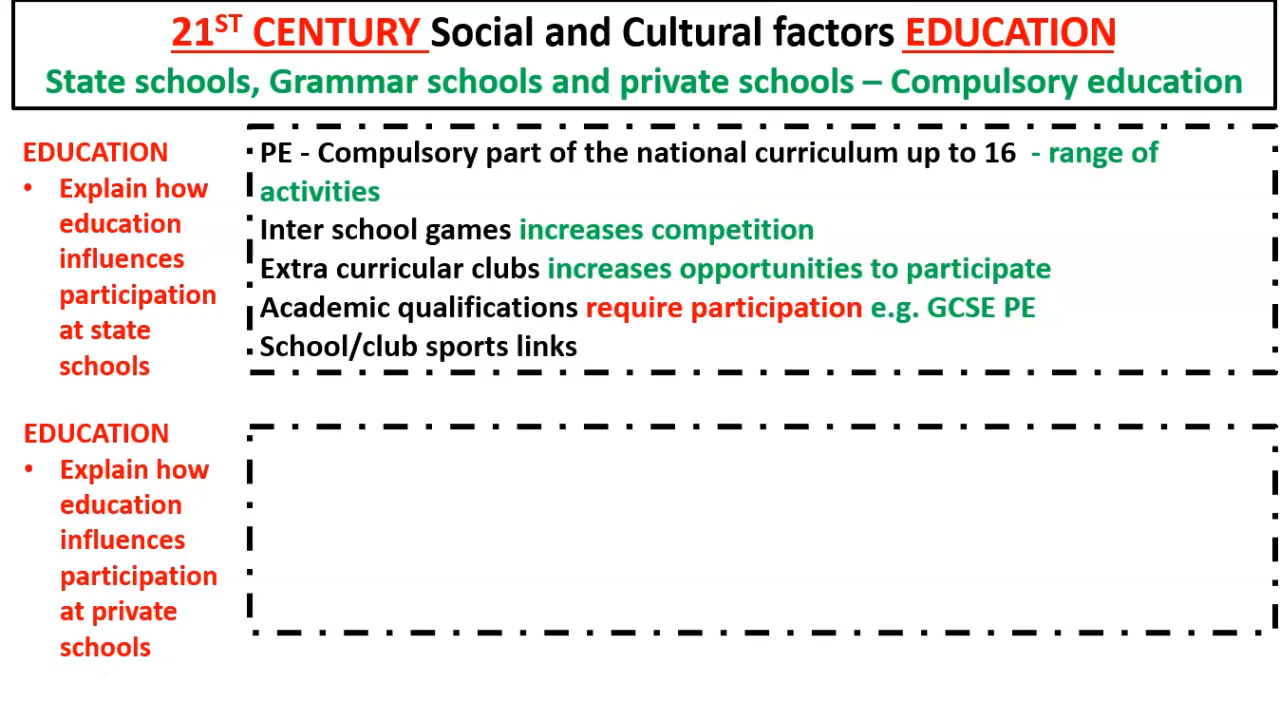 21ST CENTURY Social and Cultural factors EDUCATION
State schools, Grammar schools and private schools – Compulsory education
EDUCATION
• Explain how
education
influences
participation
at state
schools
PE - Compulsory part of the national curriculum up to 16 - range of
activities
Inter school games increases competition
Extra curricular clubs increases opportunities to participate
Academic qualifications require participation e.g. GCSE PE
School/club sports links
EDUCATION
• Explain how
education
influences
participation
at private
schools